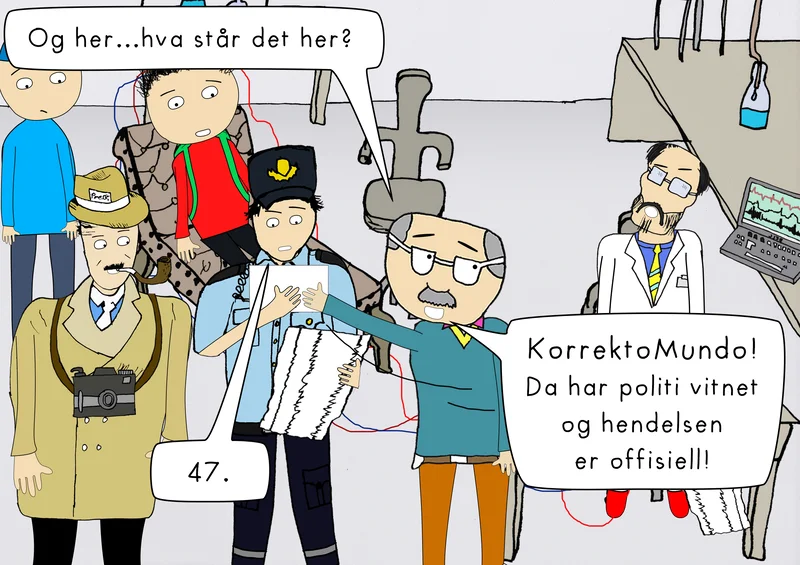 Og her...hva står det her?
47.
KorrektoMundo!
Da har politi vitnet
og hendelsen
er offisiell!